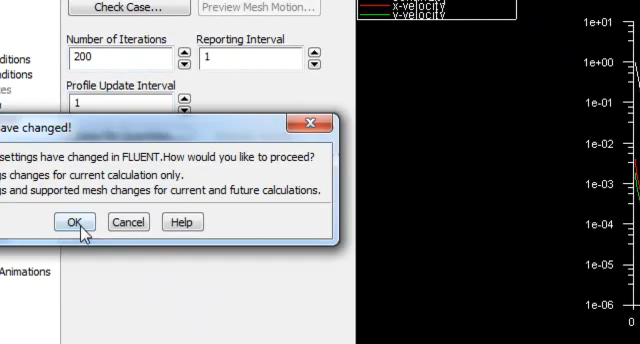 Check Case...
Preview Mesh Motion...
x-velocity
y-velocity
Number of Iterations
Reporting Interval
200
1
ditions
nditions
Profile Update Interval
1
ave changed!
settings have changed in FLUENT.How would you like to proceed?
gs changes for current calculation only.
gs and supported mesh changes for current and future calculations.
OK
Cancel
Help
Animations
1e+01
1e+00
1e-01
1e-02
1e-03
1e-04
1e-05
1e-06
0